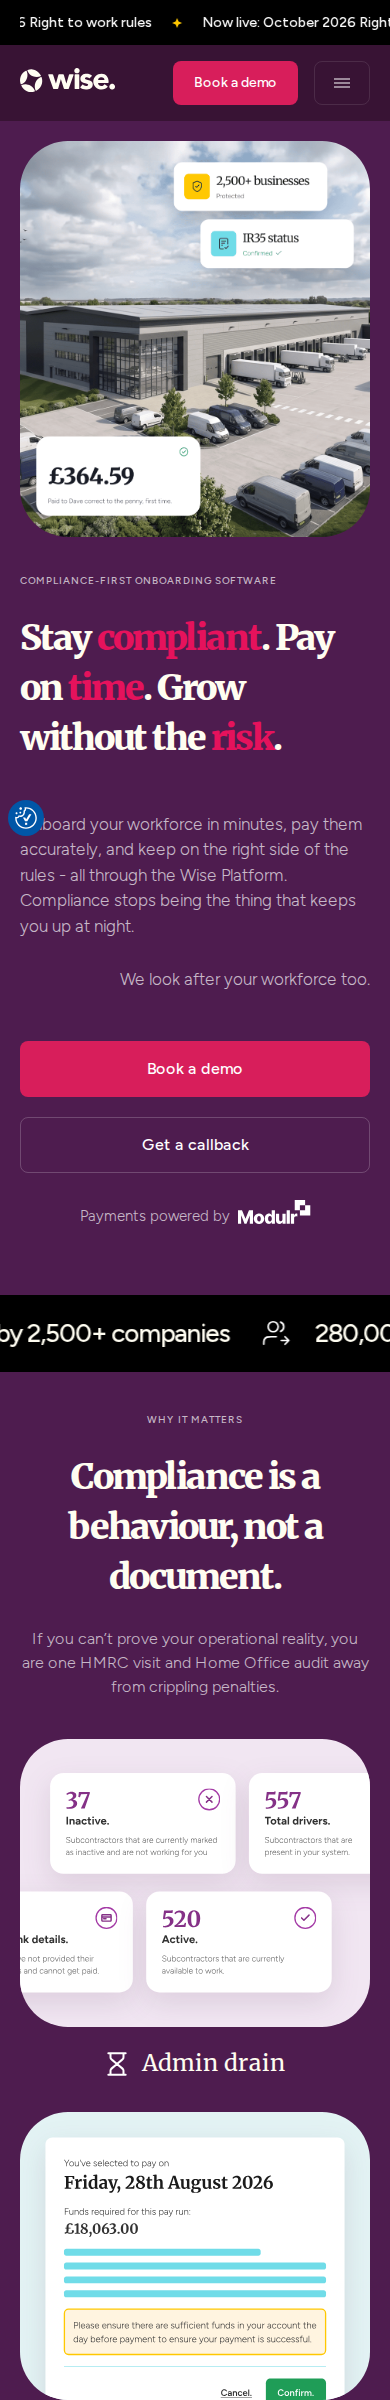 Right to work rules
Now live: October 2026 Right
wise.
Book a demo
2,500+ businesses
Protected
IR35 status
Confirmed
£364.59
Paid to Dave correct to the penny, first time.
COMPLIANCE-FIRST ONBOARDING SOFTWARE
Stay compliant. Pay
on time. Grow
without the risk.
board your workforce in minutes, pay them
accurately, and keep on the right side of the
rules - all through the Wise Platform.
Compliance stops being the thing that keeps
you up at night.
We look after your workforce too.
Book a demo
Get a callback
Payments powered by Modulr
by 2,500+ companies
280,00
WHY IT MATTERS
Compliance is a
behaviour, not a
document.
If you can't prove your operational reality, you
are one HMRC visit and Home Office audit away
from crippling penalties.
37
Inactive.
Subcontractors that are currently marked
as inactive and are not working for you
557
Total drivers.
Subcontractors that are
present in your system.
nk details.
e not provided their
and cannot get paid.
520
Active.
Subcontractors that are currently
available to work.
Admin drain
You've selected to pay on
Friday, 28th August 2026
Funds required for this pay run:
£18,063.00
Please ensure there are sufficient funds in your account the
day before payment to ensure your payment is successful.
Cancel.
Confirm.